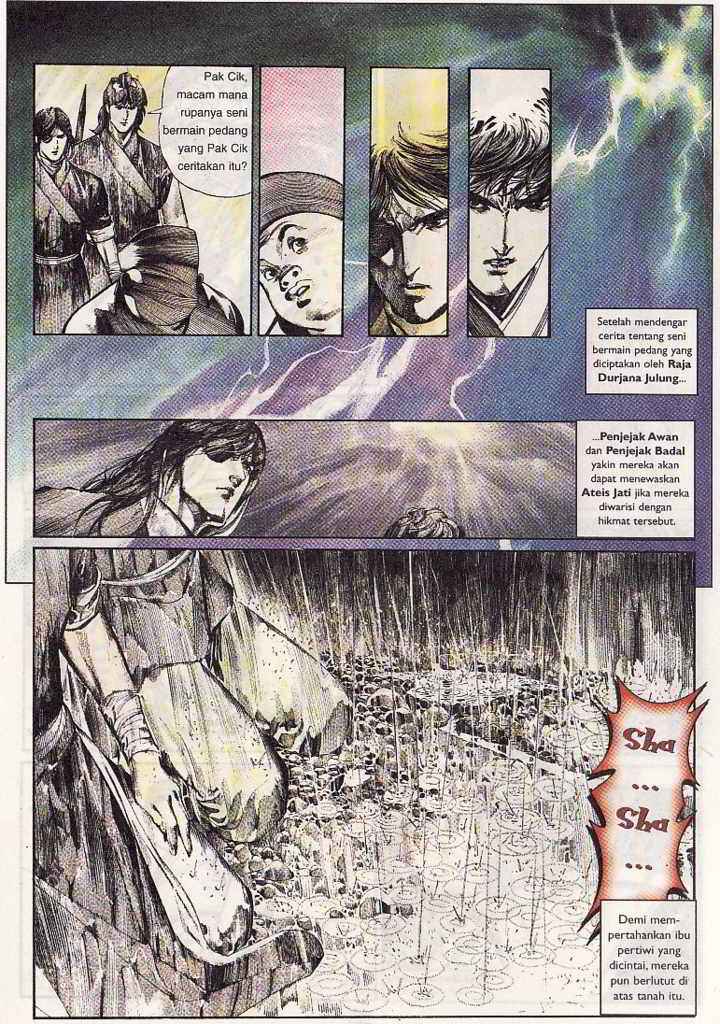 Pak Cik,
macam mana
rupanya seni
bermain pedang
yang Pak Cik
ceritakan itu?
Setelah mendengar
cerita tentang seni
bermain pedang yang
diciptakan oleh Raja
Durjana Julung...
...Penjejak Awan
dan Penjejak Badal
yakin mereka akan
dapat menewaskan
Ateis Jati jika mereka
diwarisi dengan
hikmat tersebut.
Sha
...
Sha
...
Demi mem-
pertahankan ibu
pertiwi yang
dicintai, mereka
pun berlutut di
atas tanah itu.